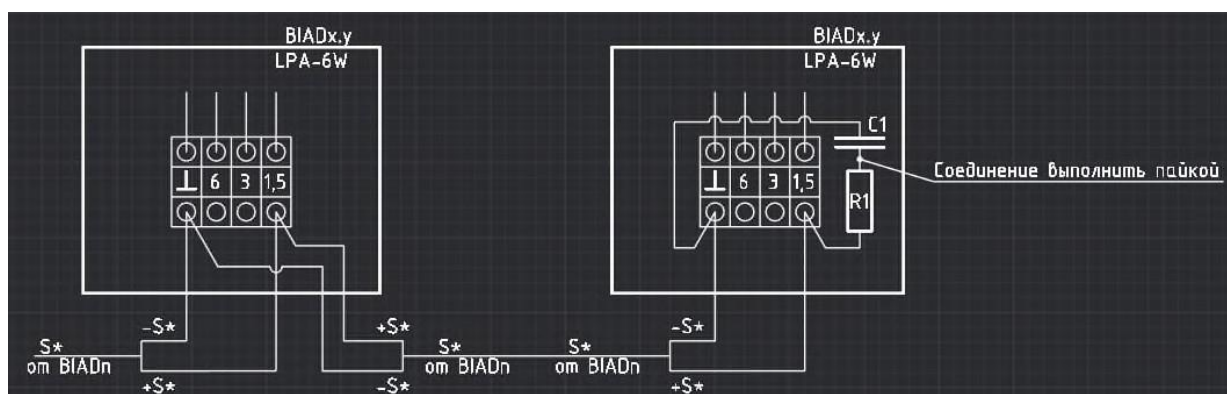 BIADx.y
LPA-6W
⊥ 6 3 1,5
-S*
+S*
S*
от BIADn
+S*
-S*
S*
от BIADn
BIADx.y
LPA-6W
C1
Соединение выполнить пайкой
⊥ 6 3 1,5
R1
S*
от BIADn
-S*
+S*